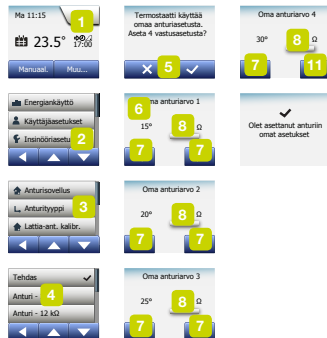 Ma 11:15
1
23.5°
17:00
Manuaal. Muu...
Energiankäyttö
Käyttäjäasetukset
Insinööriasetu
2
Anturisovellus
Anturityyppi
3
Lattia-ant. kalibr.
Tehdas
Anturi -
4
Anturi - 12 kΩ
Termostaatti käyttää
omaa anturiasetusta.
Aseta 4 vastusasetusta?
5
6
ma anturiarvo 1
15° 8 Ω
7 7
Oma anturiarvo 2
20° 8 Ω
7 7
Oma anturiarvo 3
25° 8 Ω
7 7
Oma anturiarvo 4
30° 8 Ω
7 11
Olet asettanut anturiin
omat asetukset